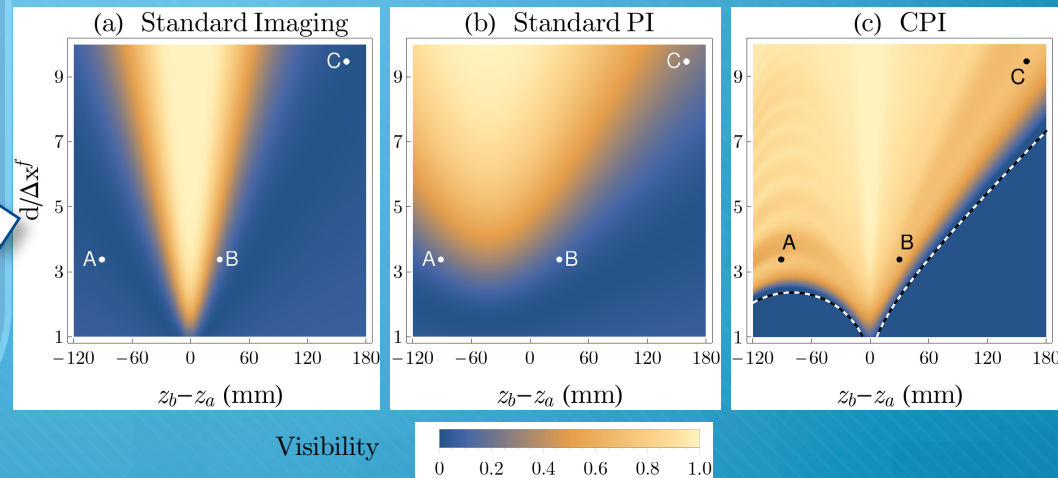 (a) Standard Imaging
(b) Standard PI
(c) CPI
d/Δxᶠ
9
7
5
3
1
A
B
C
−120 −60 0 60 120 180
z_b−z_a (mm)
9
7
5
3
1
A
B
C
−120 −60 0 60 120 180
z_b−z_a (mm)
9
7
5
3
1
A
B
C
−120 −60 0 60 120 180
z_b−z_a (mm)
Visibility
0 0.2 0.4 0.6 0.8 1.0